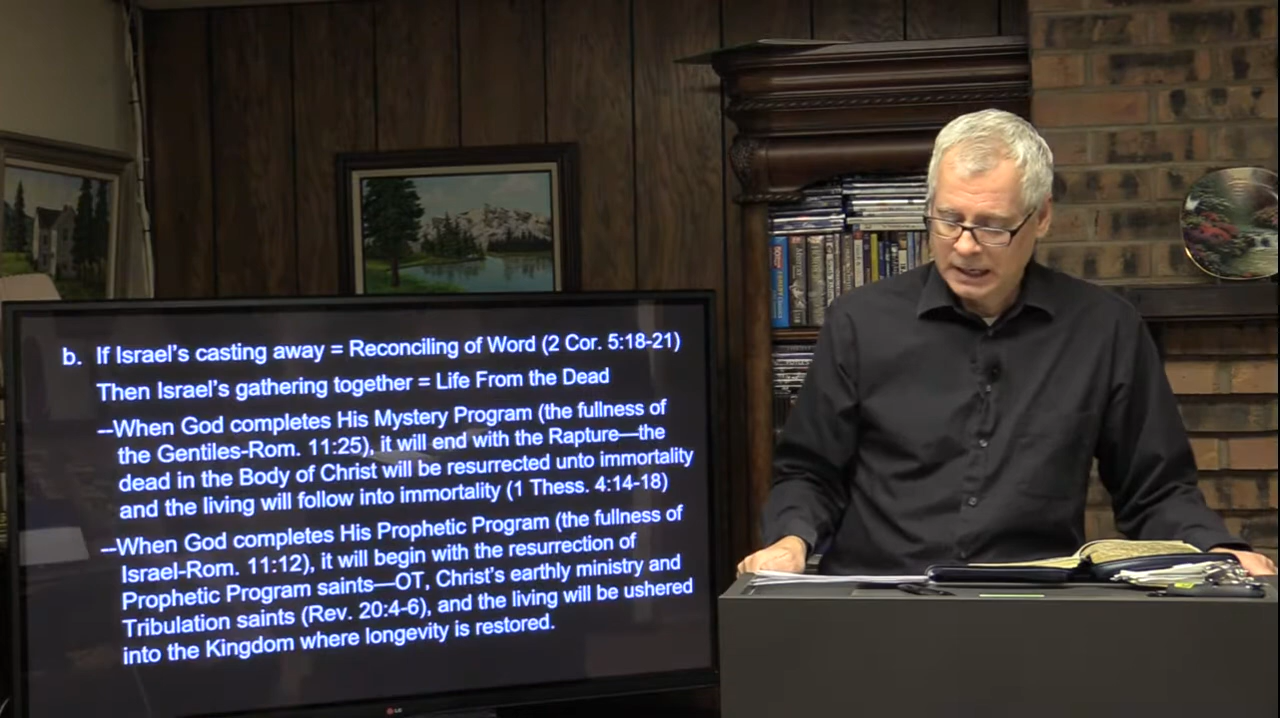 b. If Israel's casting away = Reconciling of Word (2 Cor. 5:18-21)
Then Israel's gathering together = Life From the Dead
--When God completes His Mystery Program (the fullness of
the Gentiles-Rom. 11:25), it will end with the Rapture—the
dead in the Body of Christ will be resurrected unto immortality
and the living will follow into immortality (1 Thess. 4:14-18)
--When God completes His Prophetic Program (the fullness of
Israel-Rom. 11:12), it will begin with the resurrection of
Prophetic Program saints—OT, Christ's earthly ministry and
Tribulation saints (Rev. 20:4-6), and the living will be ushered
into the Kingdom where longevity is restored.
LG